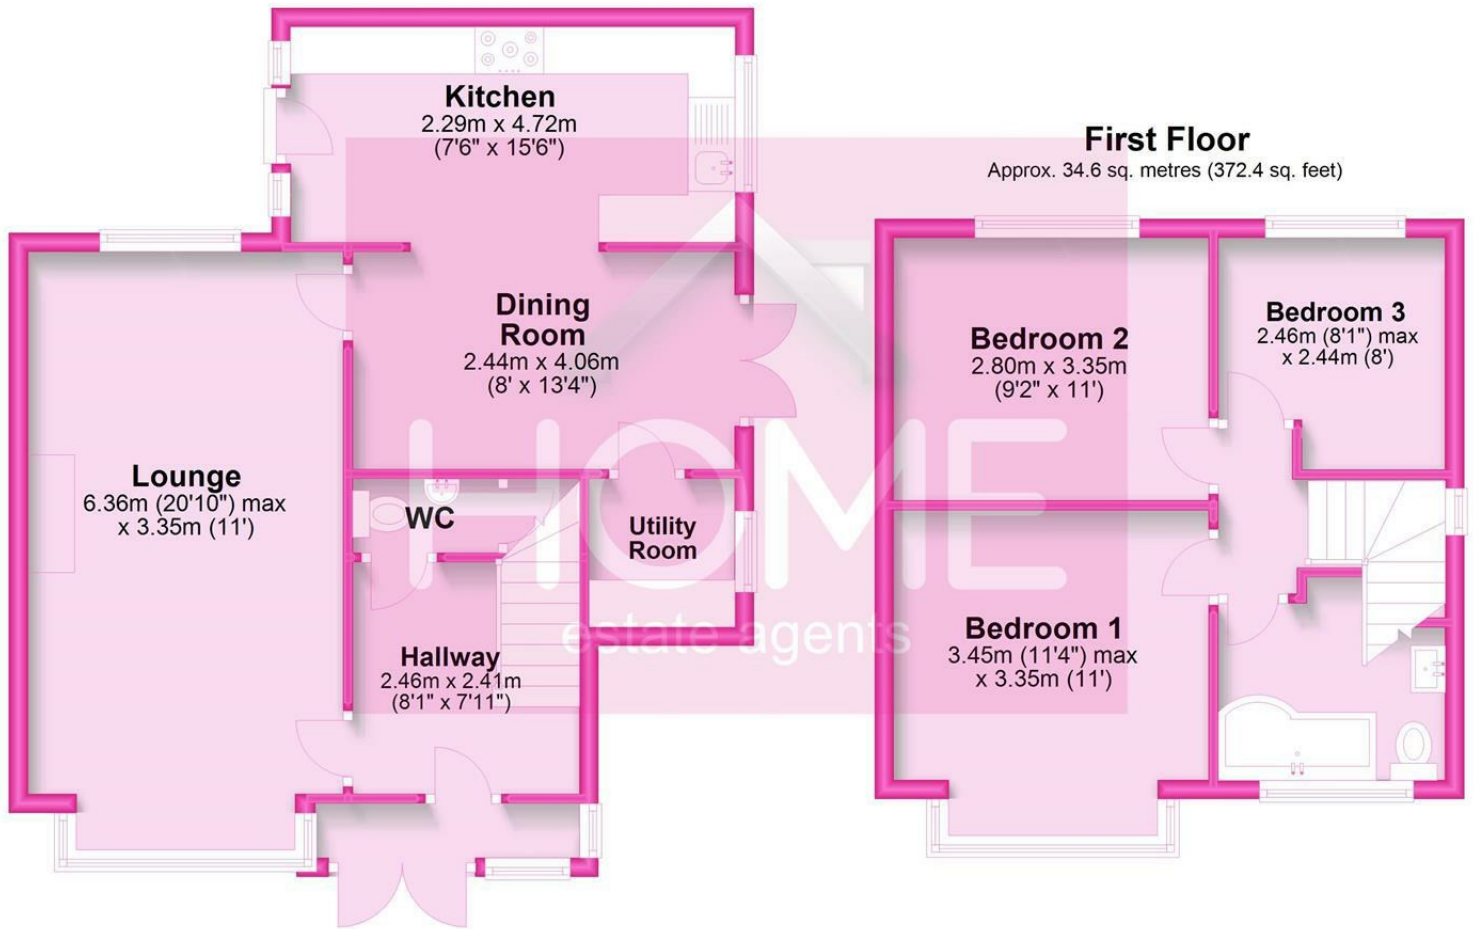 Kitchen
2.29m x 4.72m
(7'6" x 15'6")
Dining
Room
2.44m x 4.06m
(8' x 13'4")
Lounge
6.36m (20'10") max
x 3.35m (11')
WC
Utility
Room
Hallway
2.46m x 2.41m
(8'1" x 7'11")
First Floor
Approx. 34.6 sq. metres (372.4 sq. feet)
Bedroom 2
2.80m x 3.35m
(9'2" x 11')
Bedroom 3
2.46m (8'1") max
x 2.44m (8')
Bedroom 1
3.45m (11'4") max
x 3.35m (11')
HOME
estate agents